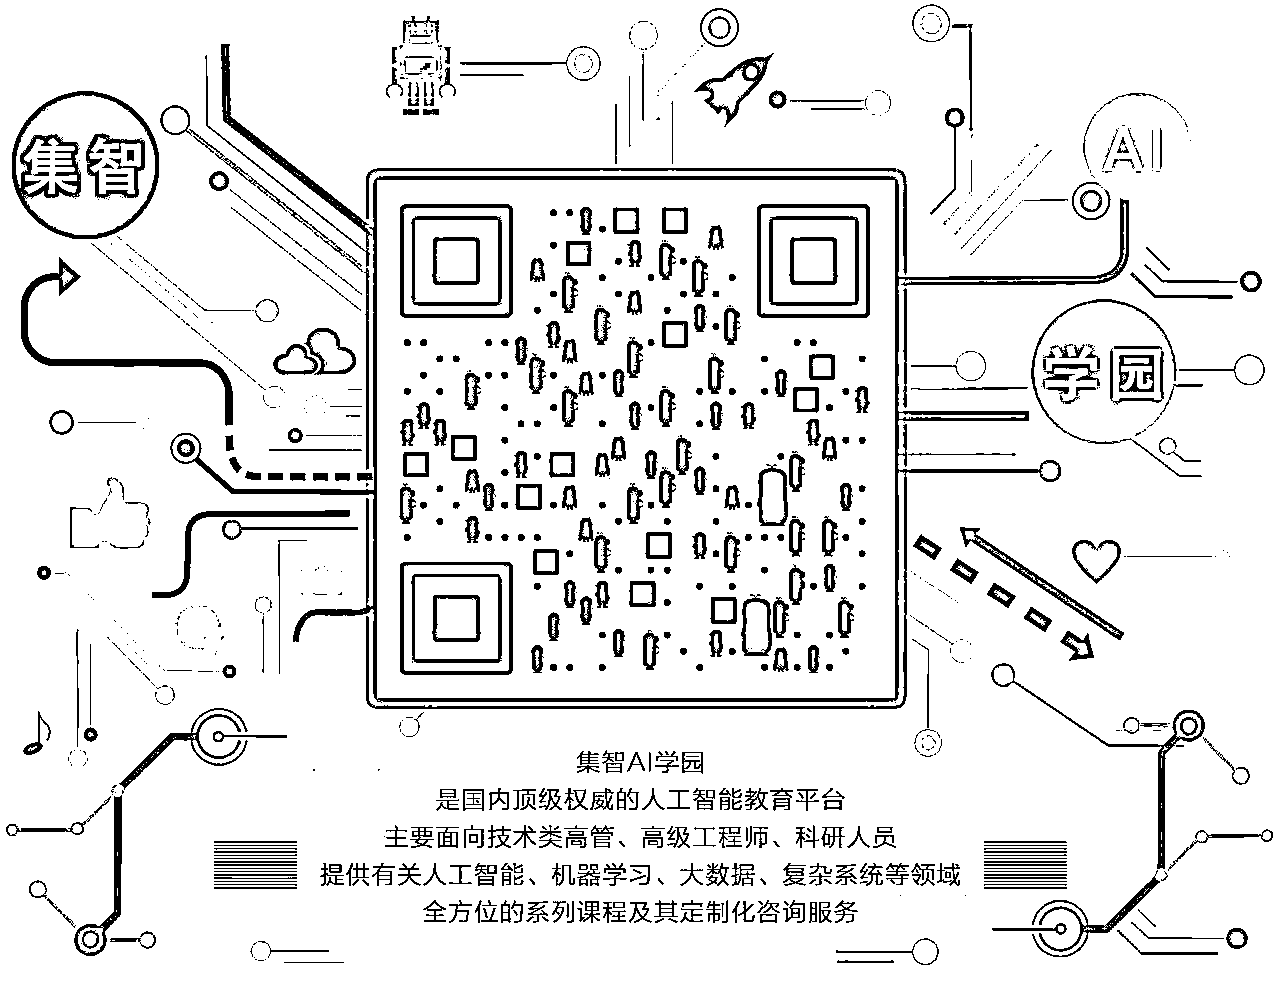 集智
AI
学园
集智AI学园
是国内顶级权威的人工智能教育平台
主要面向技术类高管、高级工程师、科研人员
提供有关人工智能、机器学习、大数据、复杂系统等领域
全方位的系列课程及其定制化咨询服务